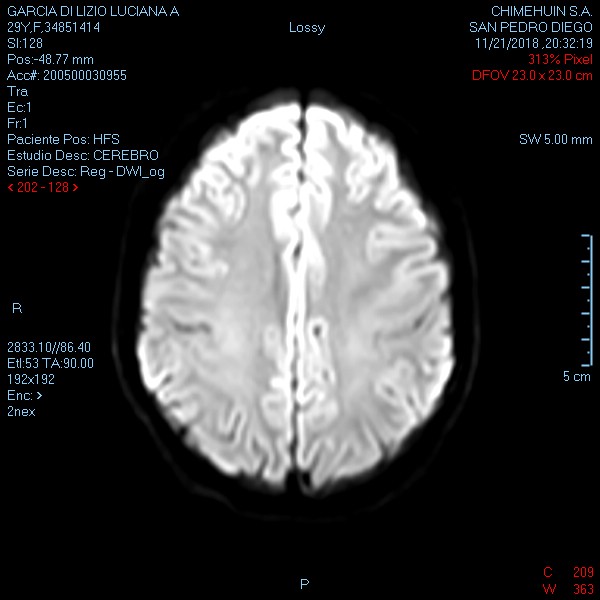 GARCIA DI LIZIO LUCIANA A
29Y,F,34851414
Sl:128
Pos:-48.77 mm
Acc#: 200500030955
Tra
Ec:1
Fr:1
Paciente Pos: HFS
Estudio Desc: CEREBRO
Serie Desc: Reg - DWI_og
< 202 - 128 >
Lossy
CHIMEHUIN S.A.
SAN PEDRO DIEGO
11/21/2018 ,20:32:19
313% Pixel
DFOV 23.0 x 23.0 cm
SW 5.00 mm
R
5 cm
2833.10//86.40
Etl:53 TA:90.00
192x192
Enc: >
2nex
P
C 209
W 363